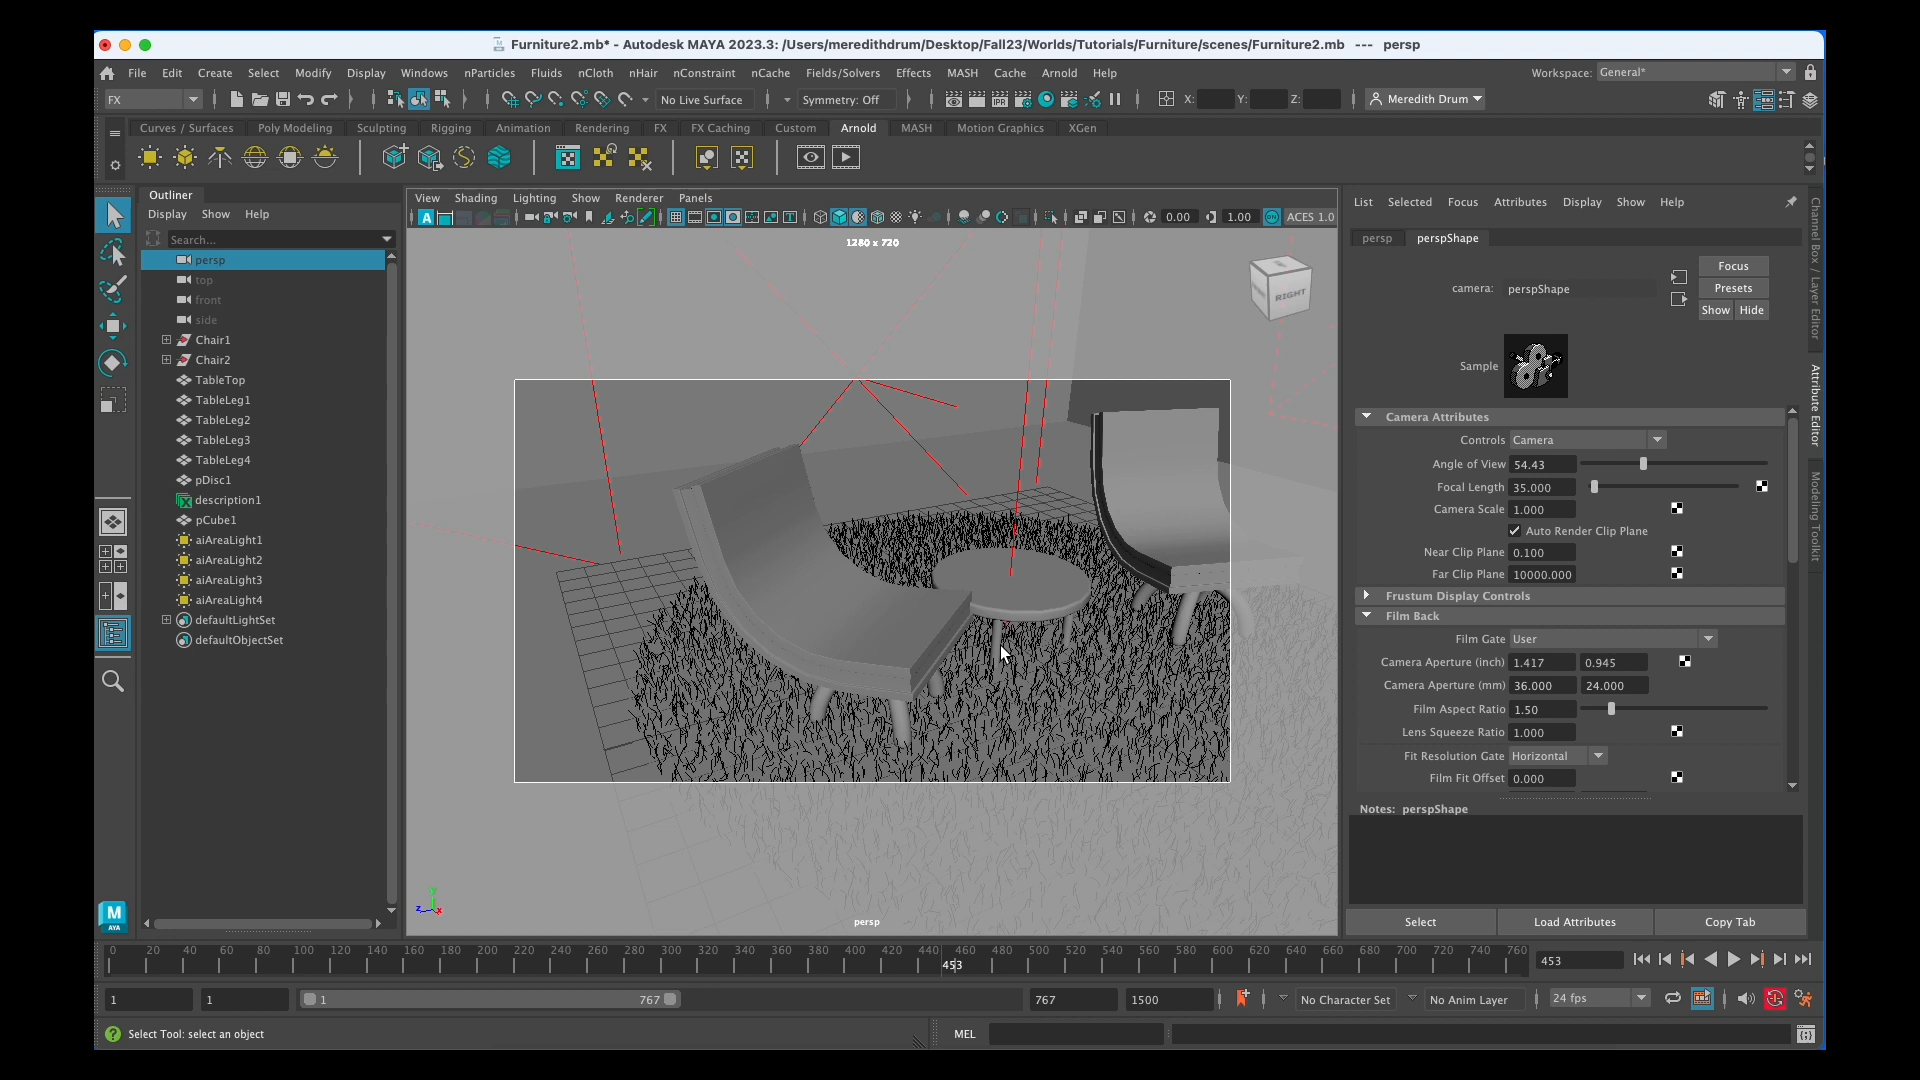 Furniture2.mb* - Autodesk MAYA 2023.3: /Users/meredithdrum/Desktop/Fall23/Worlds/Tutorials/Furniture/scenes/Furniture2.mb --- persp
File Edit Create Select Modify Display Windows nParticles Fluids nCloth nHair nConstraint nCache Fields/Solvers Effects MASH Cache Arnold Help Workspace: General*
FX No Live Surface Symmetry: Off IPR X: Y: Z: Meredith Drum
Curves / Surfaces Poly Modeling Sculpting Rigging Animation Rendering FX FX Caching Custom Arnold MASH Motion Graphics XGen
Outliner
Display Show Help
Search...
persp
top
front
side
Chair1
Chair2
TableTop
TableLeg1
TableLeg2
TableLeg3
TableLeg4
pDisc1
description1
pCube1
aiAreaLight1
aiAreaLight2
aiAreaLight3
aiAreaLight4
defaultLightSet
defaultObjectSet
View Shading Lighting Show Renderer Panels
A 0.00 1.00 ON ACES 1.0
1280 x 720
RIGHT
y
z x
persp
List Selected Focus Attributes Display Show Help
persp perspShape
Focus
camera: perspShape
Presets
Show Hide
Sample
Camera Attributes
Controls Camera
Angle of View 54.43
Focal Length 35.000
Camera Scale 1.000
Auto Render Clip Plane
Near Clip Plane 0.100
Far Clip Plane 10000.000
Frustum Display Controls
Film Back
Film Gate User
Camera Aperture (inch) 1.417 0.945
Camera Aperture (mm) 36.000 24.000
Film Aspect Ratio 1.50
Lens Squeeze Ratio 1.000
Fit Resolution Gate Horizontal
Film Fit Offset 0.000
Notes: perspShape
Select Load Attributes Copy Tab
Channel Box / Layer Editor
Attribute Editor
Modeling Toolkit
M
AYA
0 20 40 60 80 100 120 140 160 180 200 220 240 260 280 300 320 340 360 380 400 420 440 460 480 500 520 540 560 580 600 620 640 660 680 700 720 740 760
453 453
1 1 1 767 767 1500 No Character Set No Anim Layer 24 fps
Select Tool: select an object MEL